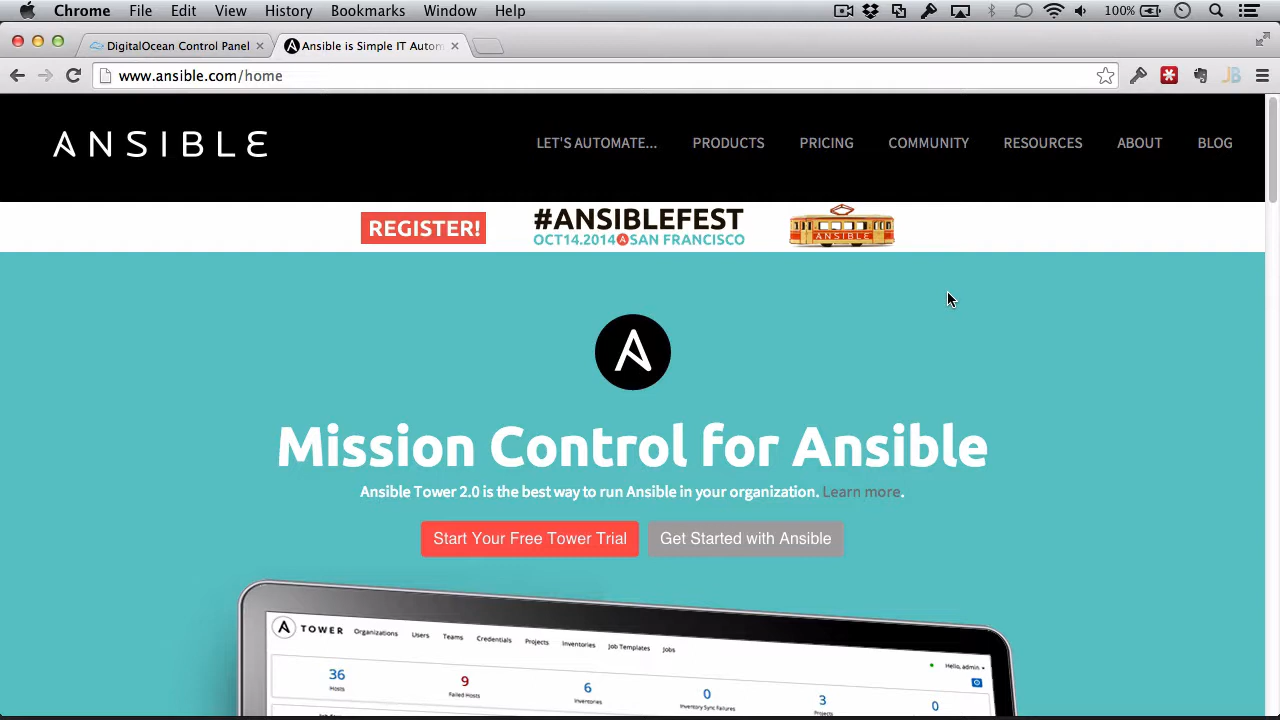 Chrome File Edit View History Bookmarks Window Help 100%
DigitalOcean Control Panel Ansible is Simple IT Autom
www.ansible.com/home
ANSIBLE LET'S AUTOMATE... PRODUCTS PRICING COMMUNITY RESOURCES ABOUT BLOG
REGISTER! #ANSIBLEFEST
OCT14.2014 A SAN FRANCISCO ANSIBLE
A
Mission Control for Ansible
Ansible Tower 2.0 is the best way to run Ansible in your organization. Learn more.
Start Your Free Tower Trial Get Started with Ansible
A TOWER Organizations Users Teams Credentials Projects Inventories Job Templates Jobs Hello, admin
36 9 6 0 3 0
Hosts Failed Hosts Inventories Inventory Sync Failures Projects